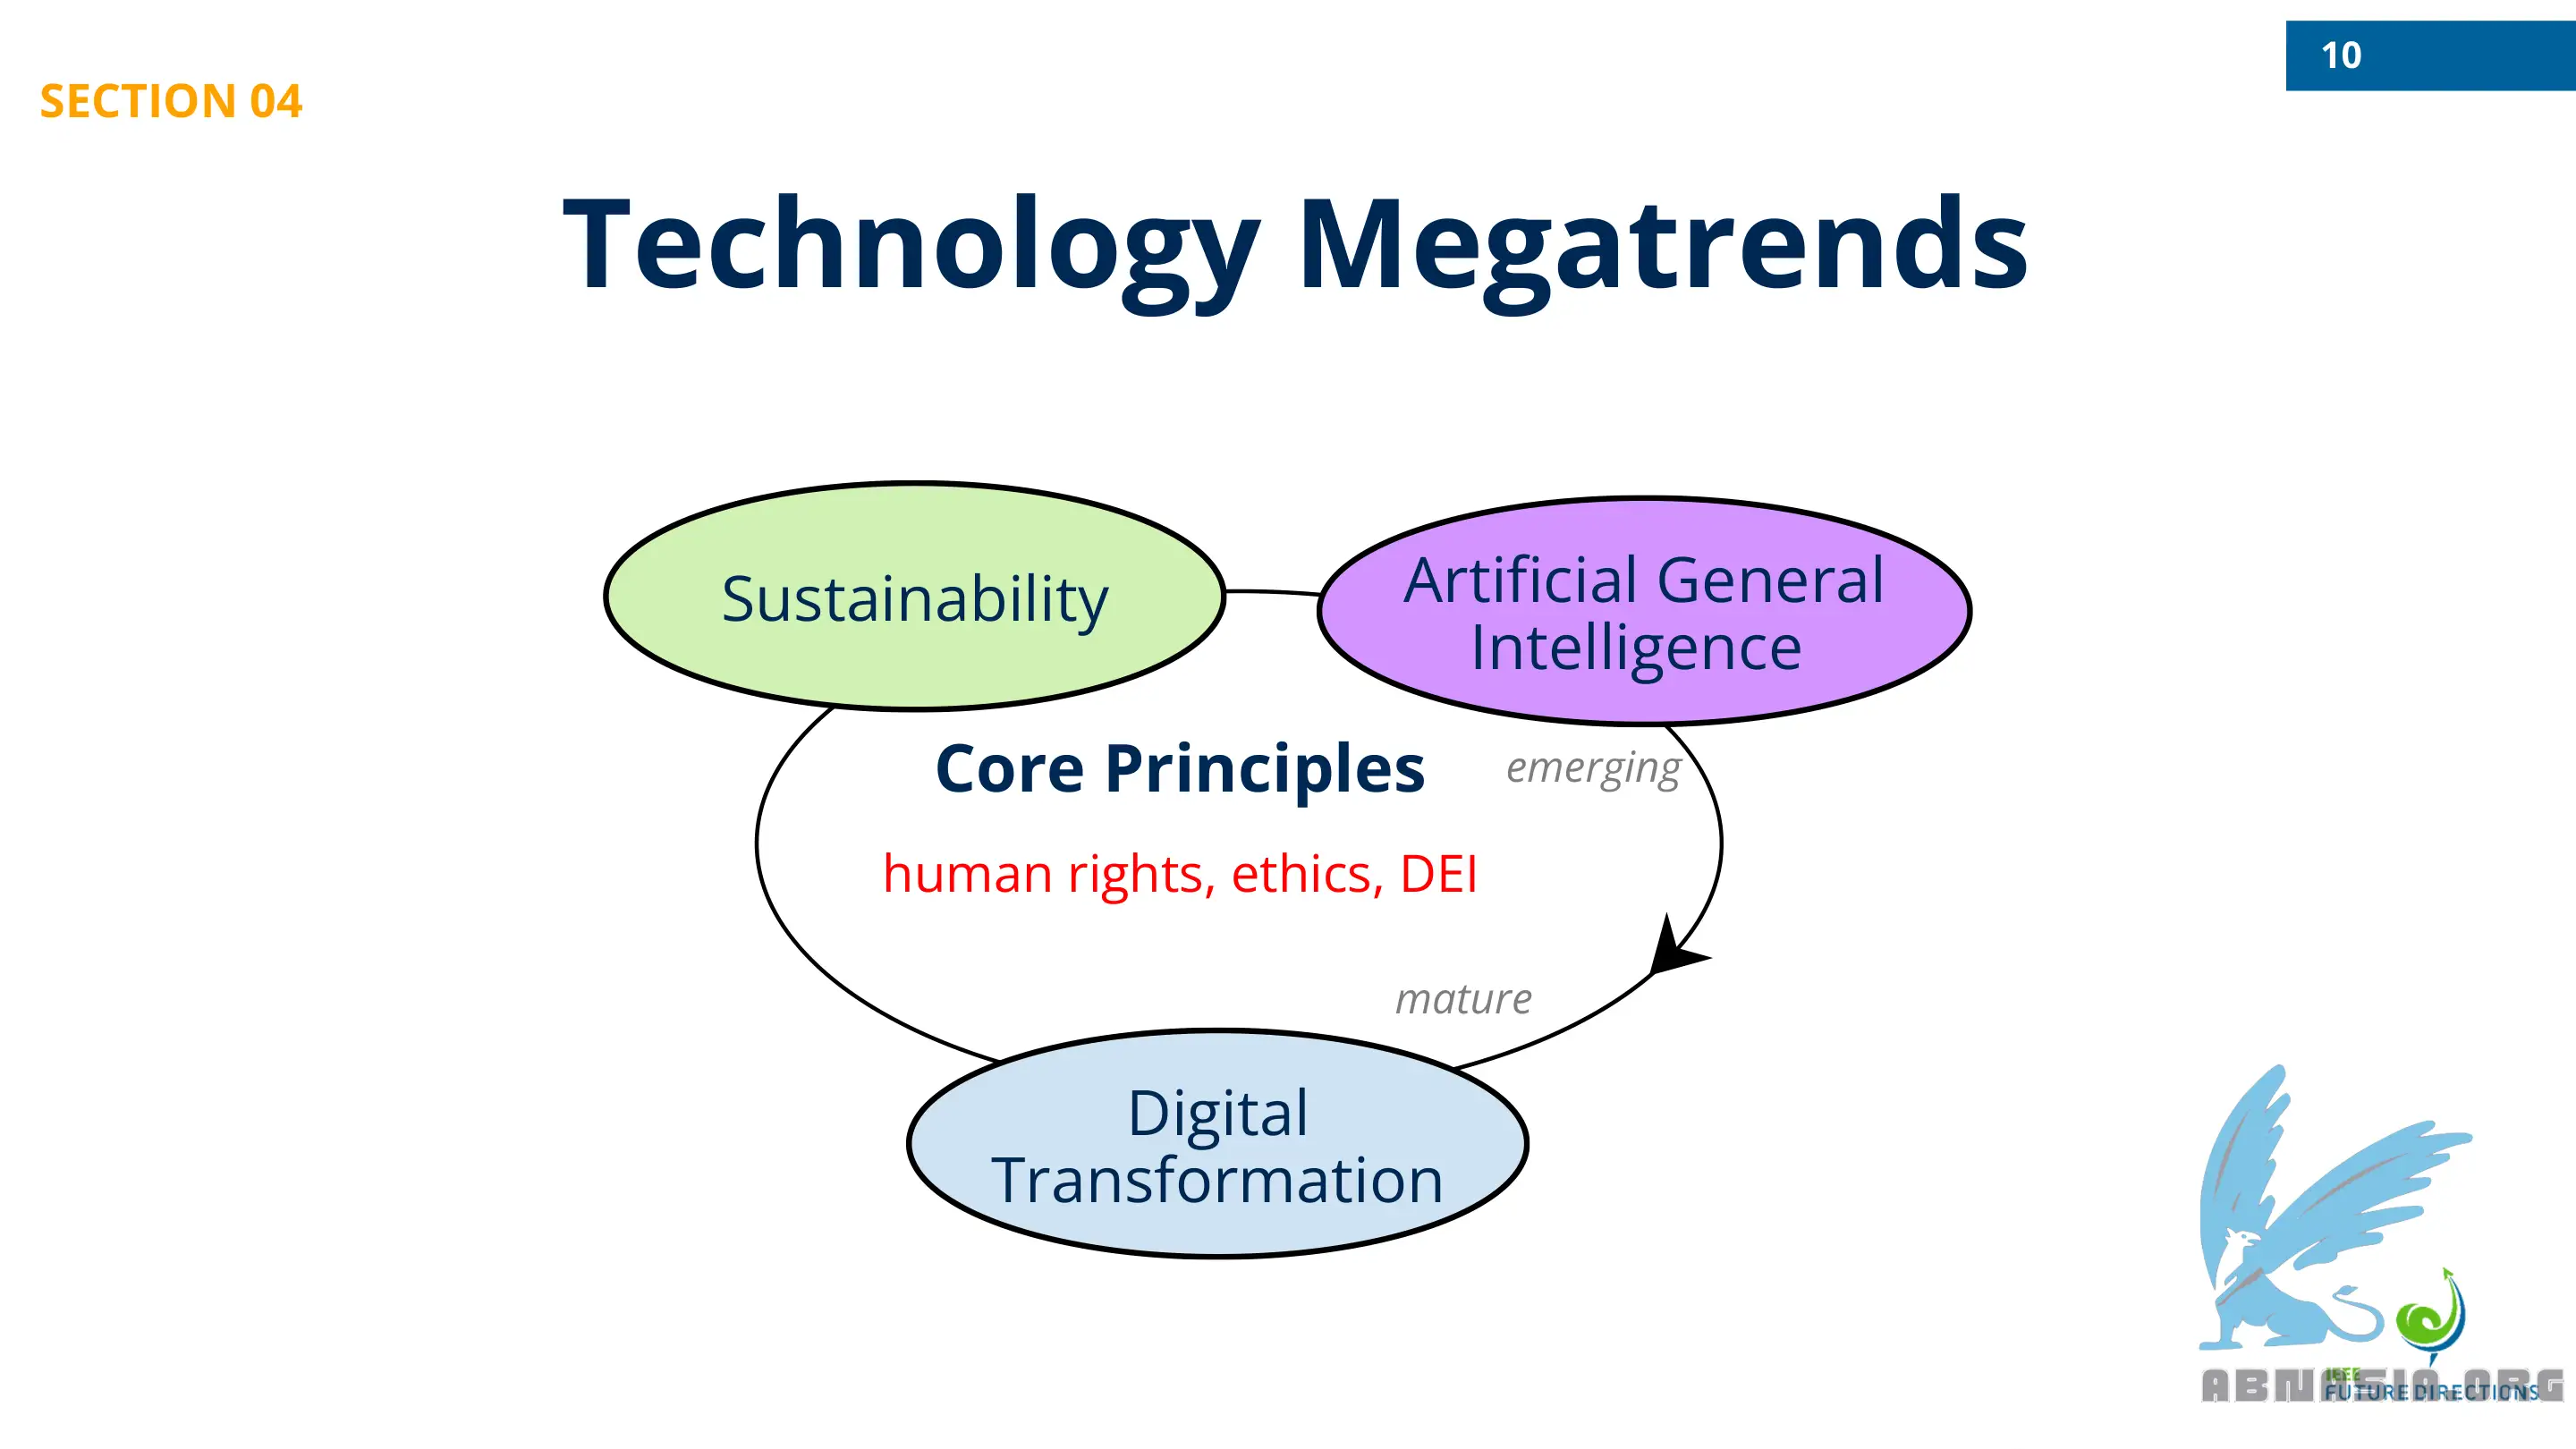 10
SECTION 04
Technology Megatrends
Sustainability
Artificial General
Intelligence
Core Principles
emerging
human rights, ethics, DEI
mature
Digital
Transformation
IEEE
FUTURE DIRECTIONS
ABNASIA.ORG